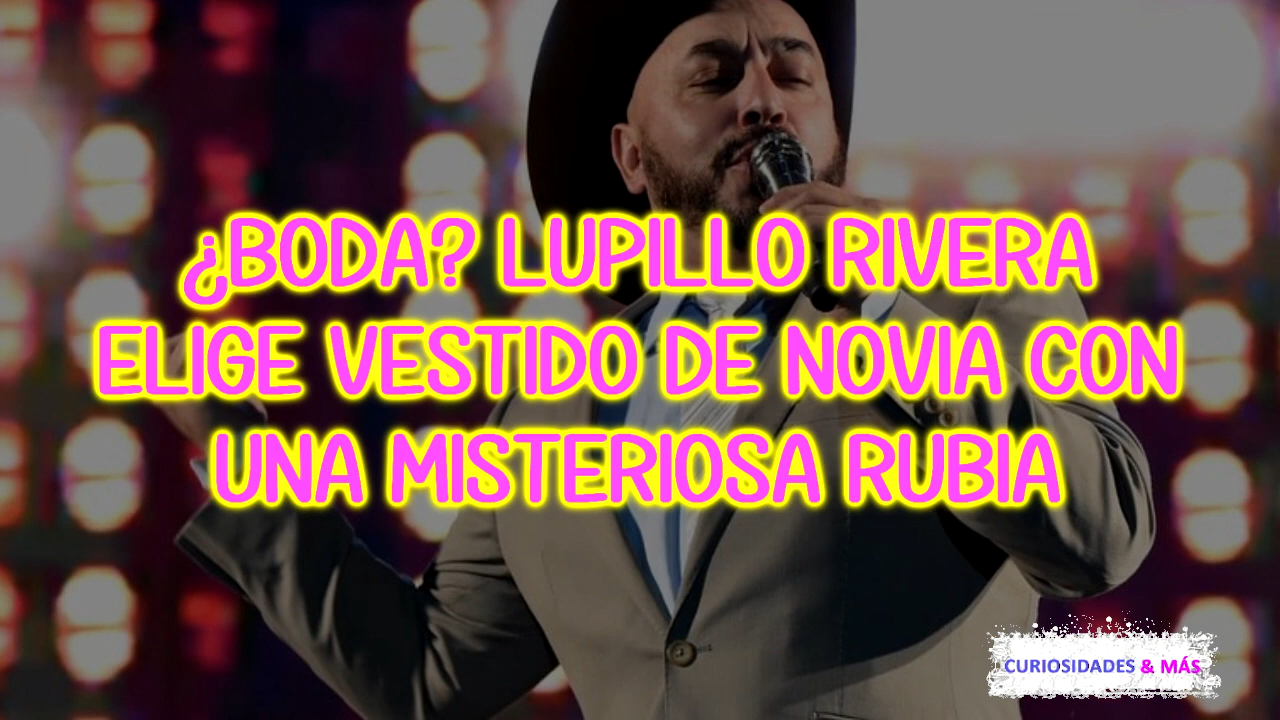 ¿BODA? LUPILLO RIVERA
ELIGE VESTIDO DE NOVIA CON
UNA MISTERIOSA RUBIA
CURIOSIDADES & MÁS